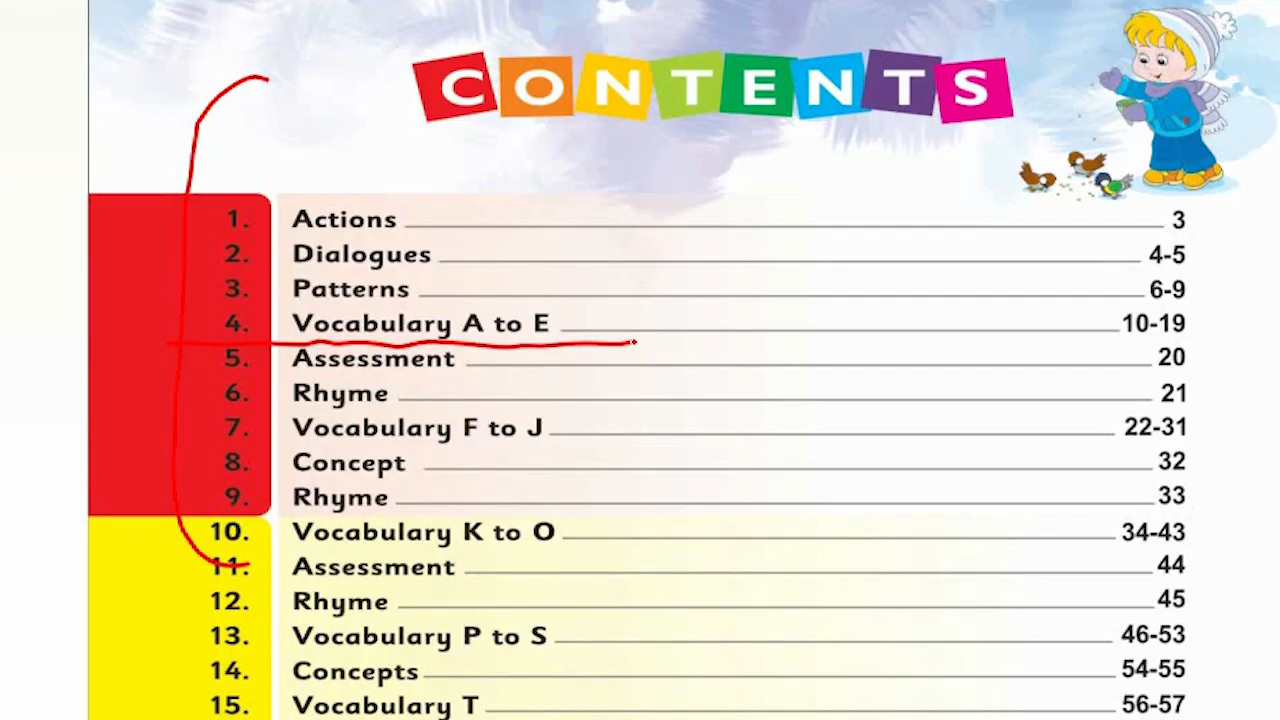 CONTENTS
1. Actions 3
2. Dialogues 4-5
3. Patterns 6-9
4. Vocabulary A to E 10-19
5. Assessment 20
6. Rhyme 21
7. Vocabulary F to J 22-31
8. Concept 32
9. Rhyme 33
10. Vocabulary K to O 34-43
11. Assessment 44
12. Rhyme 45
13. Vocabulary P to S 46-53
14. Concepts 54-55
15. Vocabulary T 56-57